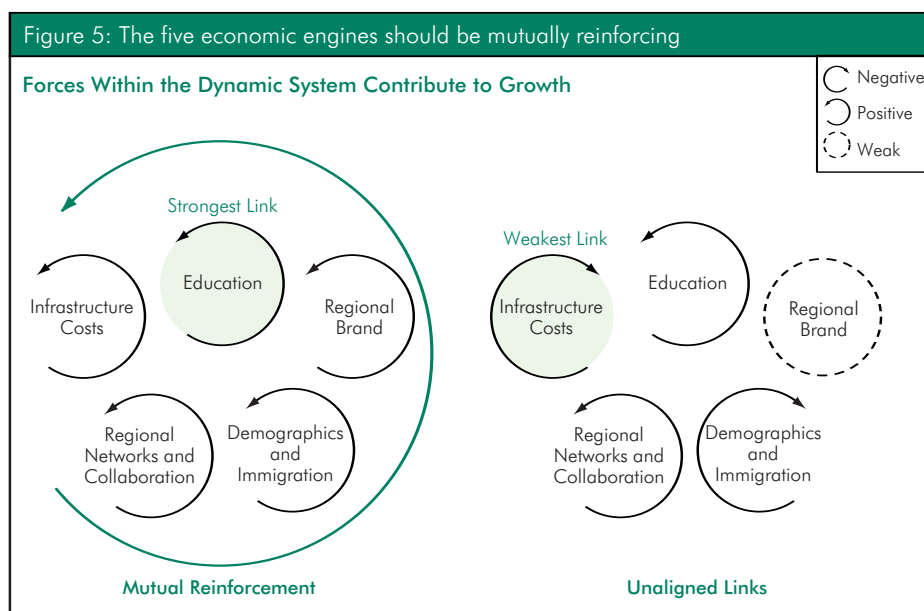 Figure 5: The five economic engines should be mutually reinforcing
Forces Within the Dynamic System Contribute to Growth
Negative
Positive
Weak
Strongest Link
Education
Infrastructure
Costs
Regional
Brand
Regional
Networks and
Collaboration
Demographics
and
Immigration
Mutual Reinforcement
Weakest Link
Infrastructure
Costs
Education
Regional
Brand
Regional
Networks and
Collaboration
Demographics
and
Immigration
Unaligned Links